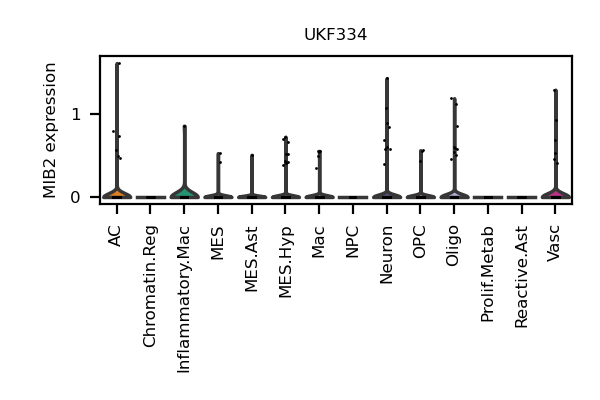 UKF334
MIB2 expression
1
0
AC
Chromatin.Reg
Inflammatory.Mac
MES
MES.Ast
MES.Hyp
Mac
NPC
Neuron
OPC
Oligo
Prolif.Metab
Reactive.Ast
Vasc